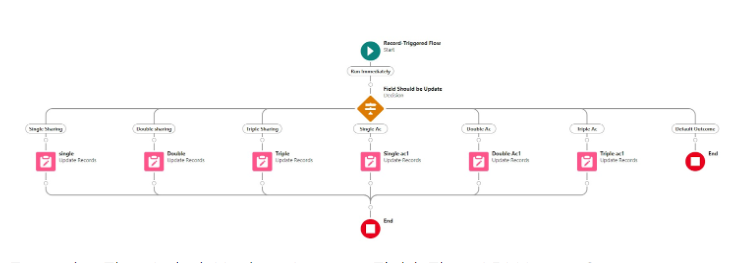 Record-Triggered Flow
Start
Run Immediately
Field Should be Update
Decision
Single Sharing
Double sharing
Triple Sharing
Single Ac
Double Ac
Triple Ac
Default Outcome
single
Update Records
Double
Update Records
Triple
Update Records
Single ac1
Update Records
Double Ac1
Update Records
Triple ac1
Update Records
End
End